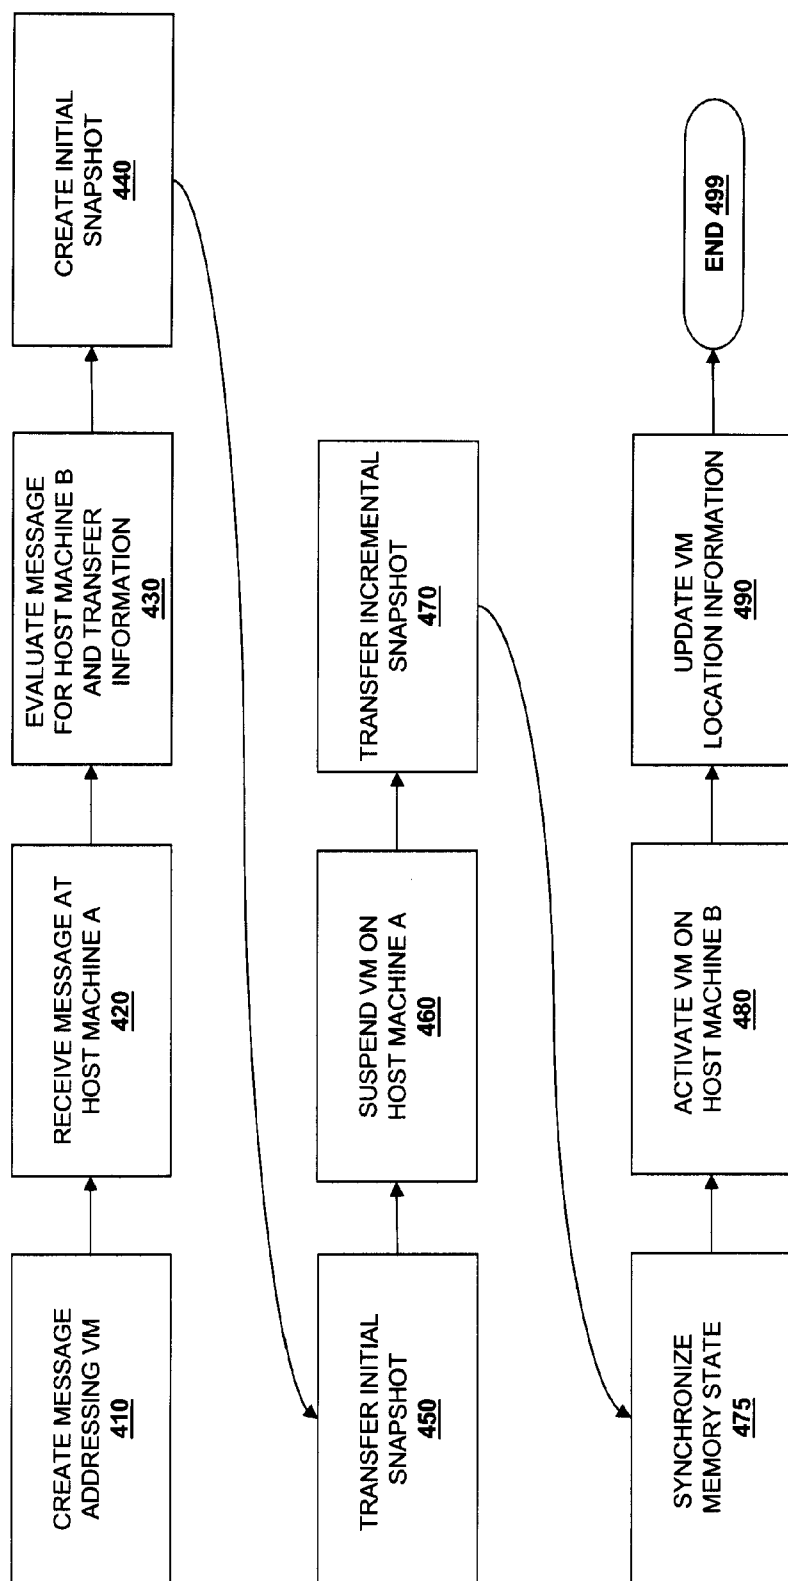 CREATE MESSAGE
ADDRESSING VM
410
RECEIVE MESSAGE AT
HOST MACHINE A
420
EVALUATE MESSAGE
FOR HOST MACHINE B
AND TRANSFER
INFORMATION
430
CREATE INITIAL
SNAPSHOT
440
TRANSFER INITIAL
SNAPSHOT
450
SUSPEND VM ON
HOST MACHINE A
460
TRANSFER INCREMENTAL
SNAPSHOT
470
SYNCHRONIZE
MEMORY STATE
475
ACTIVATE VM ON
HOST MACHINE B
480
UPDATE VM
LOCATION INFORMATION
490
END 499